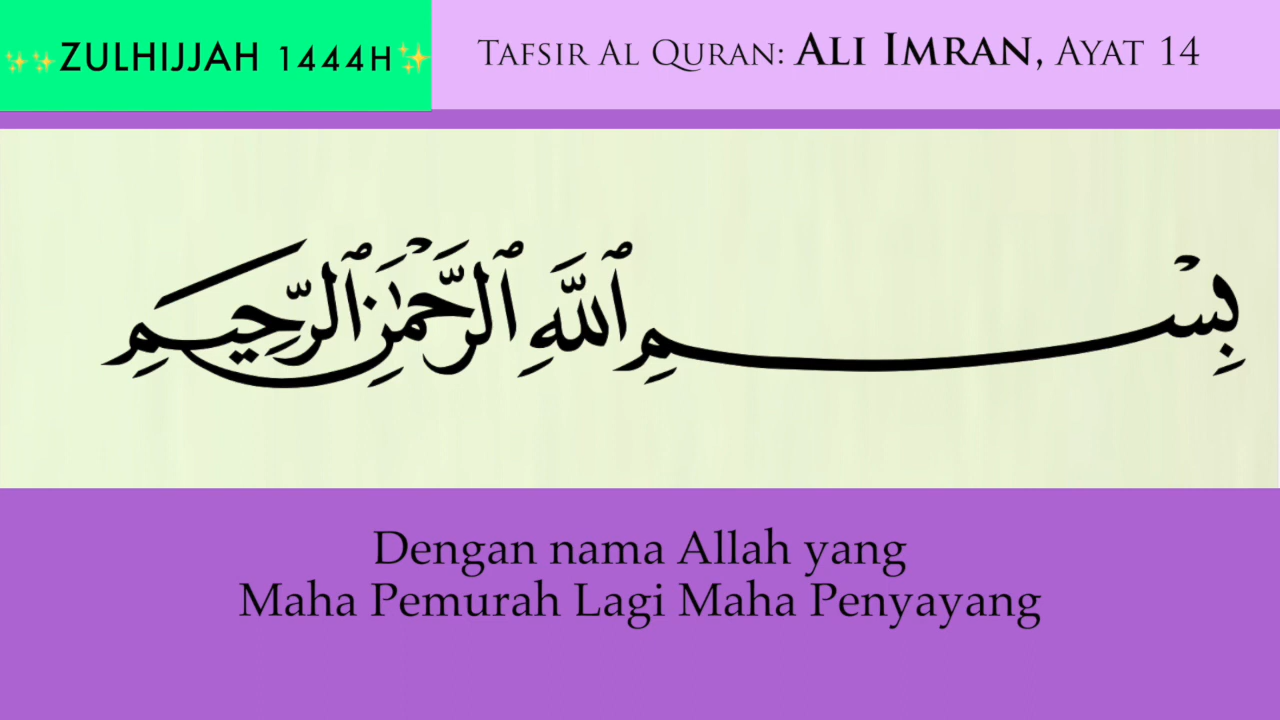 ✨✨ZULHIJJAH 1444H✨
TAFSIR AL QURAN: ALI IMRAN, AYAT 14
بِسْمِ ٱللَّهِ ٱلرَّحْمَٰنِ ٱلرَّحِيمِ
Dengan nama Allah yang
Maha Pemurah Lagi Maha Penyayang